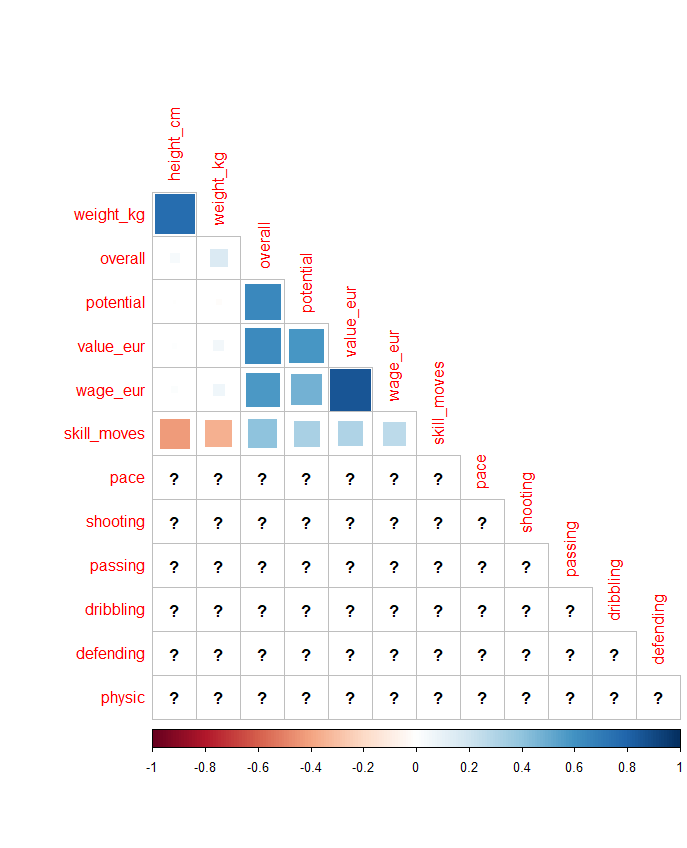 height_cm
weight_kg
weight_kg
overall
overall
potential
potential
value_eur
value_eur
wage_eur
wage_eur
skill_moves
skill_moves
pace
? ? ? ? ? ? ?
pace
shooting
? ? ? ? ? ? ? ?
shooting
passing
? ? ? ? ? ? ? ? ?
passing
dribbling
? ? ? ? ? ? ? ? ? ?
dribbling
defending
? ? ? ? ? ? ? ? ? ? ?
defending
physic
? ? ? ? ? ? ? ? ? ? ? ?
-1 -0.8 -0.6 -0.4 -0.2 0 0.2 0.4 0.6 0.8 1